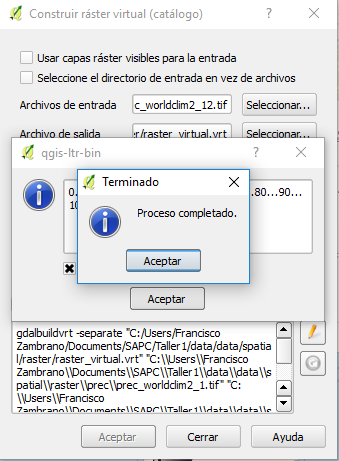 Construir ráster virtual (catálogo)
Usar capas ráster visibles para la entrada
Seleccione el directorio de entrada en vez de archivos
Archivos de entrada c_worldclim2_12.tif Seleccionar...
Archivo de salida r/raster_virtual.vrt Seleccionar...
qgis-ltr-bin
Terminado
Proceso completado.
Aceptar
.80...90...
Aceptar
gdalbuildvrt -separate "C:/Users/Francisco
Zambrano/Documents/SAPC/Taller1/data/data/spatia
l/raster/raster_virtual.vrt" "C:\\Users\\Francisco
Zambrano\\Documents\\SAPC\\Taller1\\data\\data\\s
patial\\raster\\prec\\prec_worldclim2_1.tif" "C:
\\Users\\Francisco
Zambrano\\Documents\\SAPC\\Taller1\\data\\data\\s
Aceptar Cerrar Ayuda